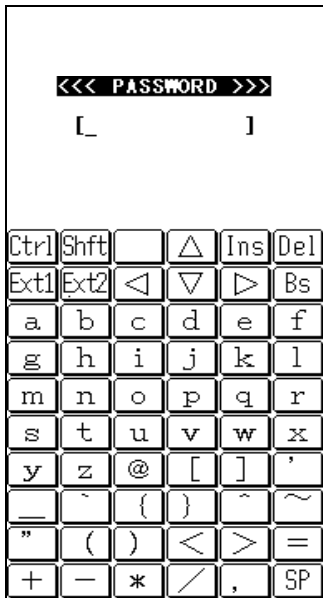 <<< PASSWORD >>>
[_ ]
Ctrl Shft △ Ins Del
Ext1 Ext2 ◁ ▽ ▷ Bs
a b c d e f
g h i j k l
m n o p q r
s t u v w x
y z @ [ ] '
_ ` { } ^ ~
" ( ) < > =
+ - * / , SP